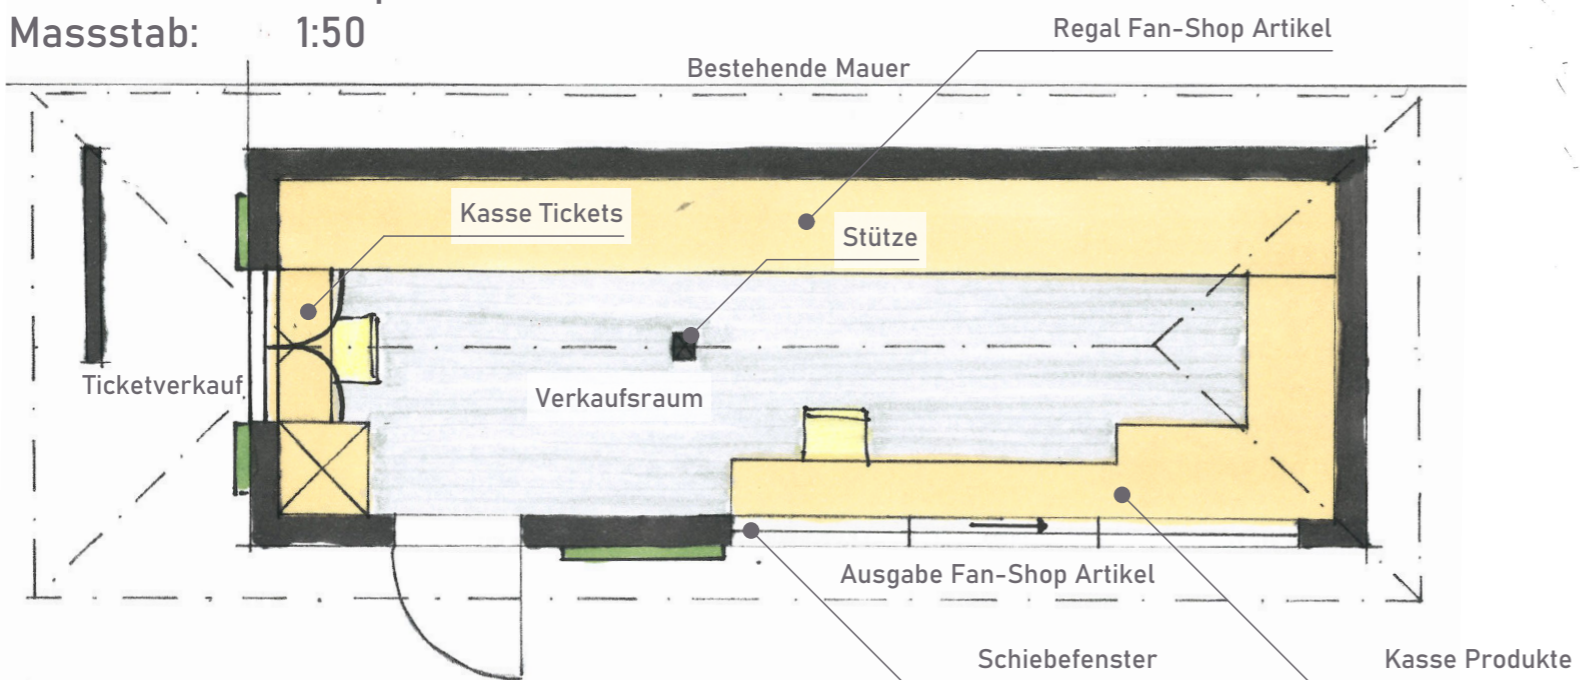 Massstab: 1:50
Regal Fan-Shop Artikel
Bestehende Mauer
Kasse Tickets
Stütze
Ticketverkauf
Verkaufsraum
Ausgabe Fan-Shop Artikel
Schiebefenster
Kasse Produkte